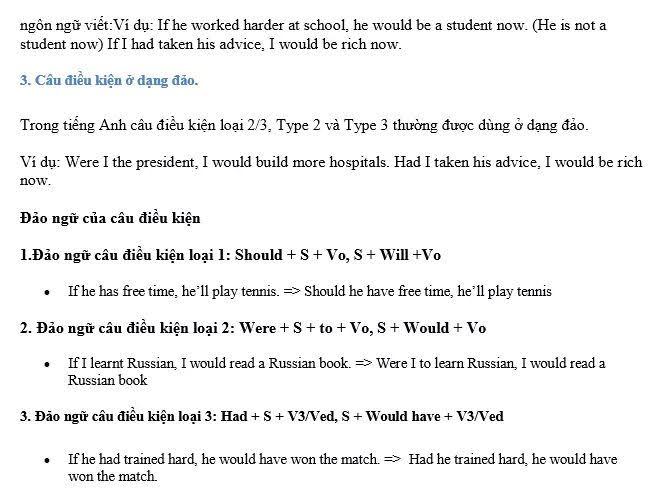 ngôn ngữ viết:Ví dụ: If he worked harder at school, he would be a student now. (He is not a
student now) If I had taken his advice, I would be rich now.
3. Câu điều kiện ở dạng đảo.
Trong tiếng Anh câu điều kiện loại 2/3, Type 2 và Type 3 thường được dùng ở dạng đảo.
Ví dụ: Were I the president, I would build more hospitals. Had I taken his advice, I would be rich
now.
Đảo ngữ của câu điều kiện
1.Đảo ngữ câu điều kiện loại 1: Should + S + Vo, S + Will +Vo
• If he has free time, he’ll play tennis. => Should he have free time, he’ll play tennis
2. Đảo ngữ câu điều kiện loại 2: Were + S + to + Vo, S + Would + Vo
• If I learnt Russian, I would read a Russian book. => Were I to learn Russian, I would read a
Russian book
3. Đảo ngữ câu điều kiện loại 3: Had + S + V3/Ved, S + Would have + V3/Ved
• If he had trained hard, he would have won the match. => Had he trained hard, he would have
won the match.